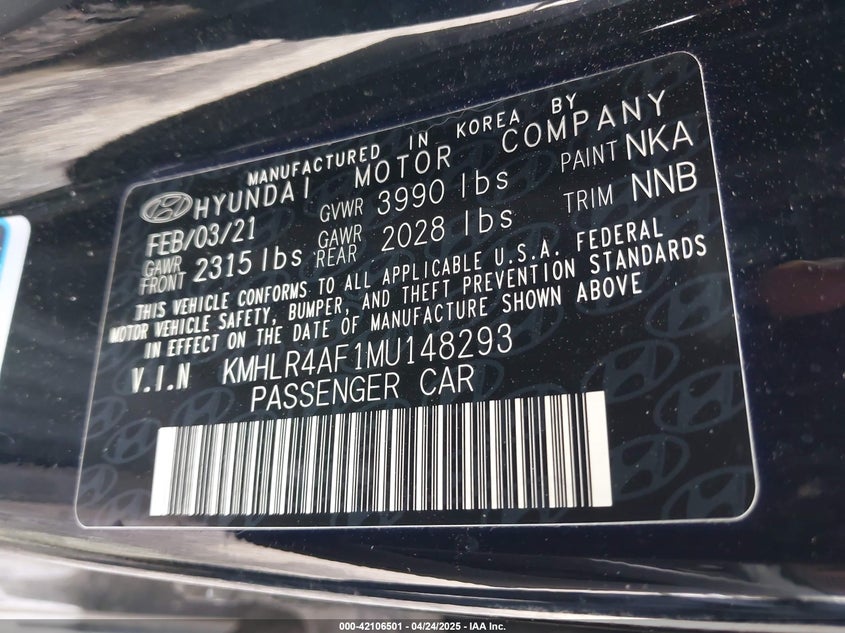 MANUFACTURED IN KOREA BY
HYUNDAI MOTOR COMPANY
FEB/03/21 GVWR 3990 lbs PAINT NKA
GAWR FRONT 2315 lbs GAWR REAR 2028 lbs TRIM NNB
THIS VEHICLE CONFORMS TO ALL APPLICABLE U.S.A. FEDERAL
MOTOR VEHICLE SAFETY, BUMPER, AND THEFT PREVENTION STANDARDS
IN EFFECT ON THE DATE OF MANUFACTURE SHOWN ABOVE
V.I.N KMHLR4AF1MU148293
PASSENGER CAR
000-42106501 - 04/24/2025 - IAA Inc.